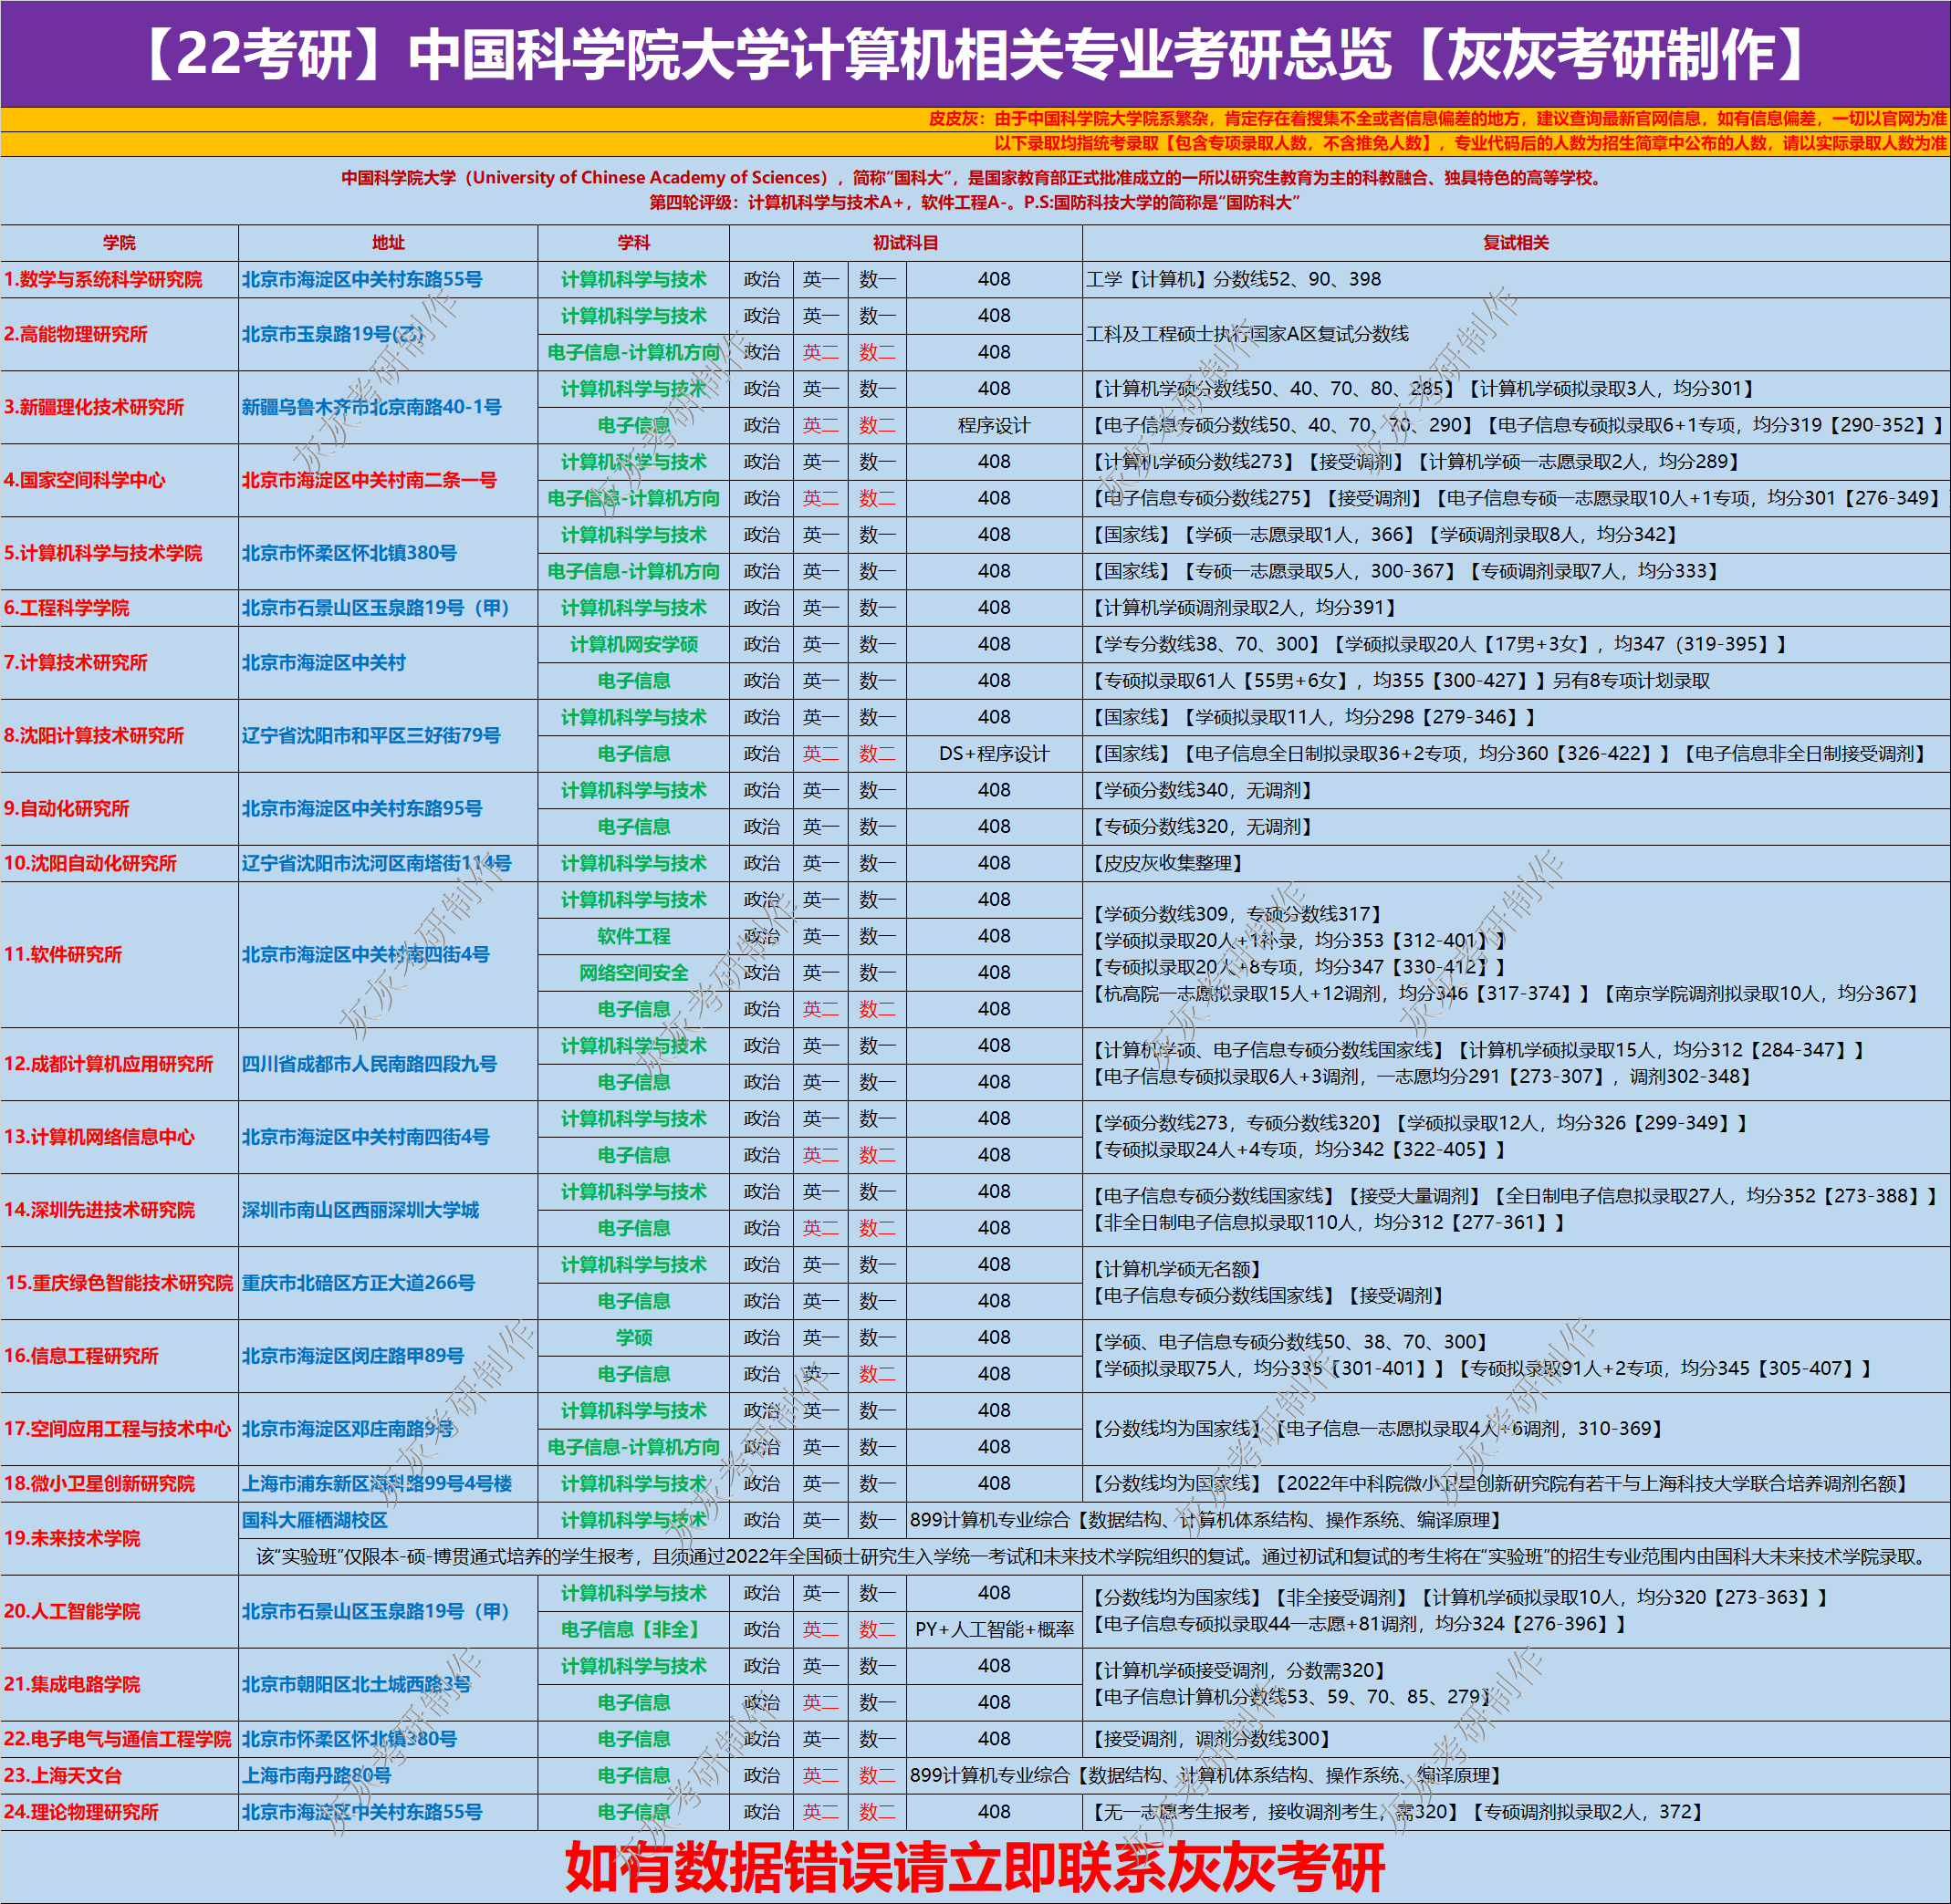 【22考研】中国科学院大学计算机相关专业考研总览【灰灰考研制作】
皮皮灰：由于中国科学院大学院系繁杂，肯定存在着搜集不全或者信息偏差的地方，建议查询最新官网信息，如有信息偏差，一切以官网为准
以下录取均指统考录取【包含专项录取人数，不含推免人数】，专业代码后的人数为招生简章中公布的人数，请以实际录取人数为准
中国科学院大学（University of Chinese Academy of Sciences），简称“国科大”，是国家教育部正式批准成立的一所以研究生教育为主的科教融合、独具特色的高等学校。
第四轮评级：计算机科学与技术A+，软件工程A-。P.S:国防科技大学的简称是“国防科大”
学院 地址 学科 初试科目 复试相关
1.数学与系统科学研究院 北京市海淀区中关村东路55号 计算机科学与技术 政治 英一 数一 408 工学【计算机】分数线52、90、398
2.高能物理研究所 北京市玉泉路19号(乙) 计算机科学与技术 政治 英一 数一 408 工科及工程硕士执行国家A区复试分数线
电子信息-计算机方向 政治 英二 数二 408
3.新疆理化技术研究所 新疆乌鲁木齐市北京南路40-1号 计算机科学与技术 政治 英一 数一 408 【计算机学硕分数线50、40、70、80、285】【计算机学硕拟录取3人，均分301】
电子信息 政治 英二 数二 程序设计 【电子信息专硕分数线50、40、70、70、290】【电子信息专硕拟录取6+1专项，均分319【290-352】】
4.国家空间科学中心 北京市海淀区中关村南二条一号 计算机科学与技术 政治 英一 数一 408 【计算机学硕分数线273】【接受调剂】【计算机学硕一志愿录取2人，均分289】
电子信息-计算机方向 政治 英二 数二 408 【电子信息专硕分数线275】【接受调剂】【电子信息专硕一志愿录取10人+1专项，均分301【276-349】
5.计算机科学与技术学院 北京市怀柔区怀北镇380号 计算机科学与技术 政治 英一 数一 408 【国家线】【学硕一志愿录取1人，366】【学硕调剂录取8人，均分342】
电子信息-计算机方向 政治 英一 数一 408 【国家线】【专硕一志愿录取5人，300-367】【专硕调剂录取7人，均分333】
6.工程科学学院 北京市石景山区玉泉路19号（甲） 计算机科学与技术 政治 英一 数一 408 【计算机学硕调剂录取2人，均分391】
7.计算技术研究所 北京市海淀区中关村 计算机网安学硕 政治 英一 数一 408 【学专分数线38、70、300】【学硕拟录取20人【17男+3女】，均347（319-395】】
电子信息 政治 英一 数一 408 【专硕拟录取61人【55男+6女】，均355【300-427】】另有8专项计划录取
8.沈阳计算技术研究所 辽宁省沈阳市和平区三好街79号 计算机科学与技术 政治 英一 数一 408 【国家线】【学硕拟录取11人，均分298【279-346】】
电子信息 政治 英二 数二 DS+程序设计 【国家线】【电子信息全日制拟录取36+2专项，均分360【326-422】】【电子信息非全日制接受调剂】
9.自动化研究所 北京市海淀区中关村东路95号 计算机科学与技术 政治 英一 数一 408 【学硕分数线340，无调剂】
电子信息 政治 英一 数一 408 【专硕分数线320，无调剂】
10.沈阳自动化研究所 辽宁省沈阳市沈河区南塔街114号 计算机科学与技术 政治 英一 数一 408 【皮皮灰收集整理】
11.软件研究所 北京市海淀区中关村南四街4号 计算机科学与技术 政治 英一 数一 408
软件工程 政治 英一 数一 408
网络空间安全 政治 英一 数一 408
电子信息 政治 英二 数二 408
【学硕分数线309，专硕分数线317】
【学硕拟录取20人+1补录，均分353【312-401】】
【专硕拟录取20人+8专项，均分347【330-412】】
【杭高院一志愿拟录取15人+12调剂，均分346【317-374】】【南京学院调剂拟录取10人，均分367】
12.成都计算机应用研究所 四川省成都市人民南路四段九号 计算机科学与技术 政治 英一 数一 408
电子信息 政治 英一 数一 408
【计算机学硕、电子信息专硕分数线国家线】【计算机学硕拟录取15人，均分312【284-347】】
【电子信息专硕拟录取6人+3调剂，一志愿均分291【273-307】，调剂302-348】
13.计算机网络信息中心 北京市海淀区中关村南四街4号 计算机科学与技术 政治 英一 数一 408
电子信息 政治 英二 数二 408
【学硕分数线273，专硕分数线320】【学硕拟录取12人，均分326【299-349】】
【专硕拟录取24人+4专项，均分342【322-405】】
14.深圳先进技术研究院 深圳市南山区西丽深圳大学城 计算机科学与技术 政治 英一 数一 408
电子信息 政治 英二 数二 408
【电子信息专硕分数线国家线】【接受大量调剂】【全日制电子信息拟录取27人，均分352【273-388】】
【非全日制电子信息拟录取110人，均分312【277-361】】
15.重庆绿色智能技术研究院 重庆市北碚区方正大道266号 计算机科学与技术 政治 英一 数一 408
电子信息 政治 英一 数一 408
【计算机学硕无名额】
【电子信息专硕分数线国家线】【接受调剂】
16.信息工程研究所 北京市海淀区闵庄路甲89号 学硕 政治 英一 数一 408
电子信息 政治 英一 数二 408
【学硕、电子信息专硕分数线50、38、70、300】
【学硕拟录取75人，均分335【301-401】】【专硕拟录取91人+2专项，均分345【305-407】】
17.空间应用工程与技术中心 北京市海淀区邓庄南路9号 计算机科学与技术 政治 英一 数一 408 【分数线均为国家线】【电子信息一志愿拟录取4人+6调剂，310-369】
电子信息-计算机方向 政治 英一 数一 408
18.微小卫星创新研究院 上海市浦东新区海科路99号4号楼 计算机科学与技术 政治 英一 数一 408 【分数线均为国家线】【2022年中科院微小卫星创新研究院有若干与上海科技大学联合培养调剂名额】
19.未来技术学院 国科大雁栖湖校区 计算机科学与技术 政治 英一 数一 899计算机专业综合【数据结构、计算机体系结构、操作系统、编译原理】
该“实验班”仅限本-硕-博贯通式培养的学生报考，且须通过2022年全国硕士研究生入学统一考试和未来技术学院组织的复试。通过初试和复试的考生将在“实验班”的招生专业范围内由国科大未来技术学院录取。
20.人工智能学院 北京市石景山区玉泉路19号（甲） 计算机科学与技术 政治 英一 数一 408
电子信息【非全】 政治 英二 数二 PY+人工智能+概率
【分数线均为国家线】【非全接受调剂】【计算机学硕拟录取10人，均分320【273-363】】
【电子信息专硕拟录取44一志愿+81调剂，均分324【276-396】】
21.集成电路学院 北京市朝阳区北土城西路3号 计算机科学与技术 政治 英一 数一 408
电子信息 政治 英二 数一 408
【计算机学硕接受调剂，分数需320】
【电子信息计算机分数线53、59、70、85、279】
22.电子电气与通信工程学院 北京市怀柔区怀北镇380号 电子信息 政治 英一 数一 408 【接受调剂，调剂分数线300】
23.上海天文台 上海市南丹路80号 电子信息 政治 英二 数二 899计算机专业综合【数据结构、计算机体系结构、操作系统、编译原理】
24.理论物理研究所 北京市海淀区中关村东路55号 电子信息 政治 英二 数二 408 【无一志愿考生报考，接收调剂考生，需320】【专硕调剂拟录取2人，372】
如有数据错误请立即联系灰灰考研